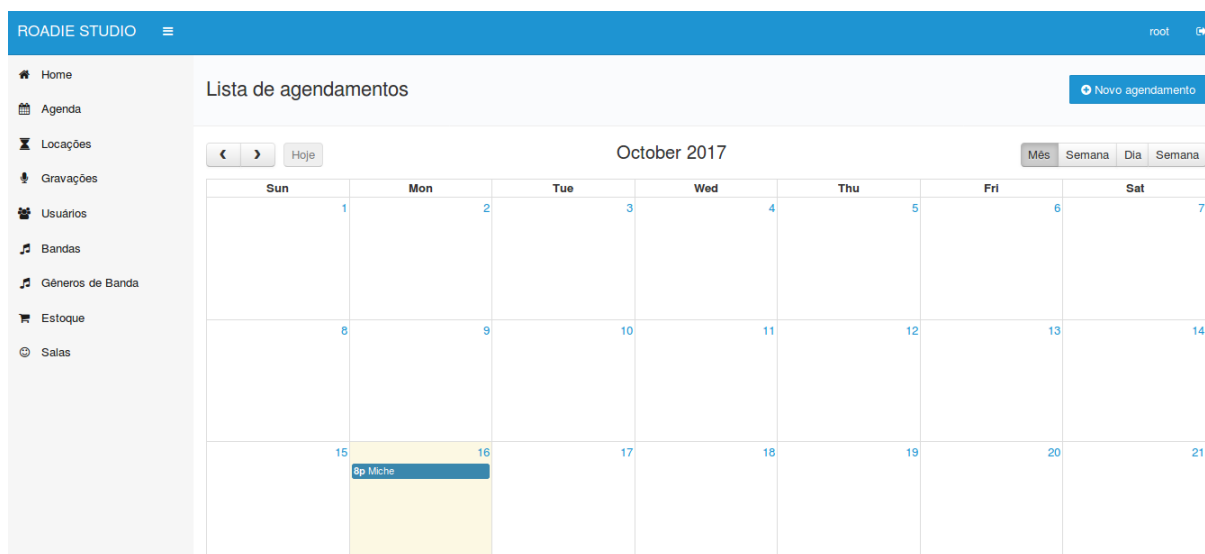 ROADIE STUDIO root
Home
Agenda
Locações
Gravações
Usuários
Bandas
Gêneros de Banda
Estoque
Salas
Lista de agendamentos Novo agendamento
Hoje October 2017 Mês Semana Dia Semana
Sun Mon Tue Wed Thu Fri Sat
1 2 3 4 5 6 7
8 9 10 11 12 13 14
15 16 17 18 19 20 21
8p Miche